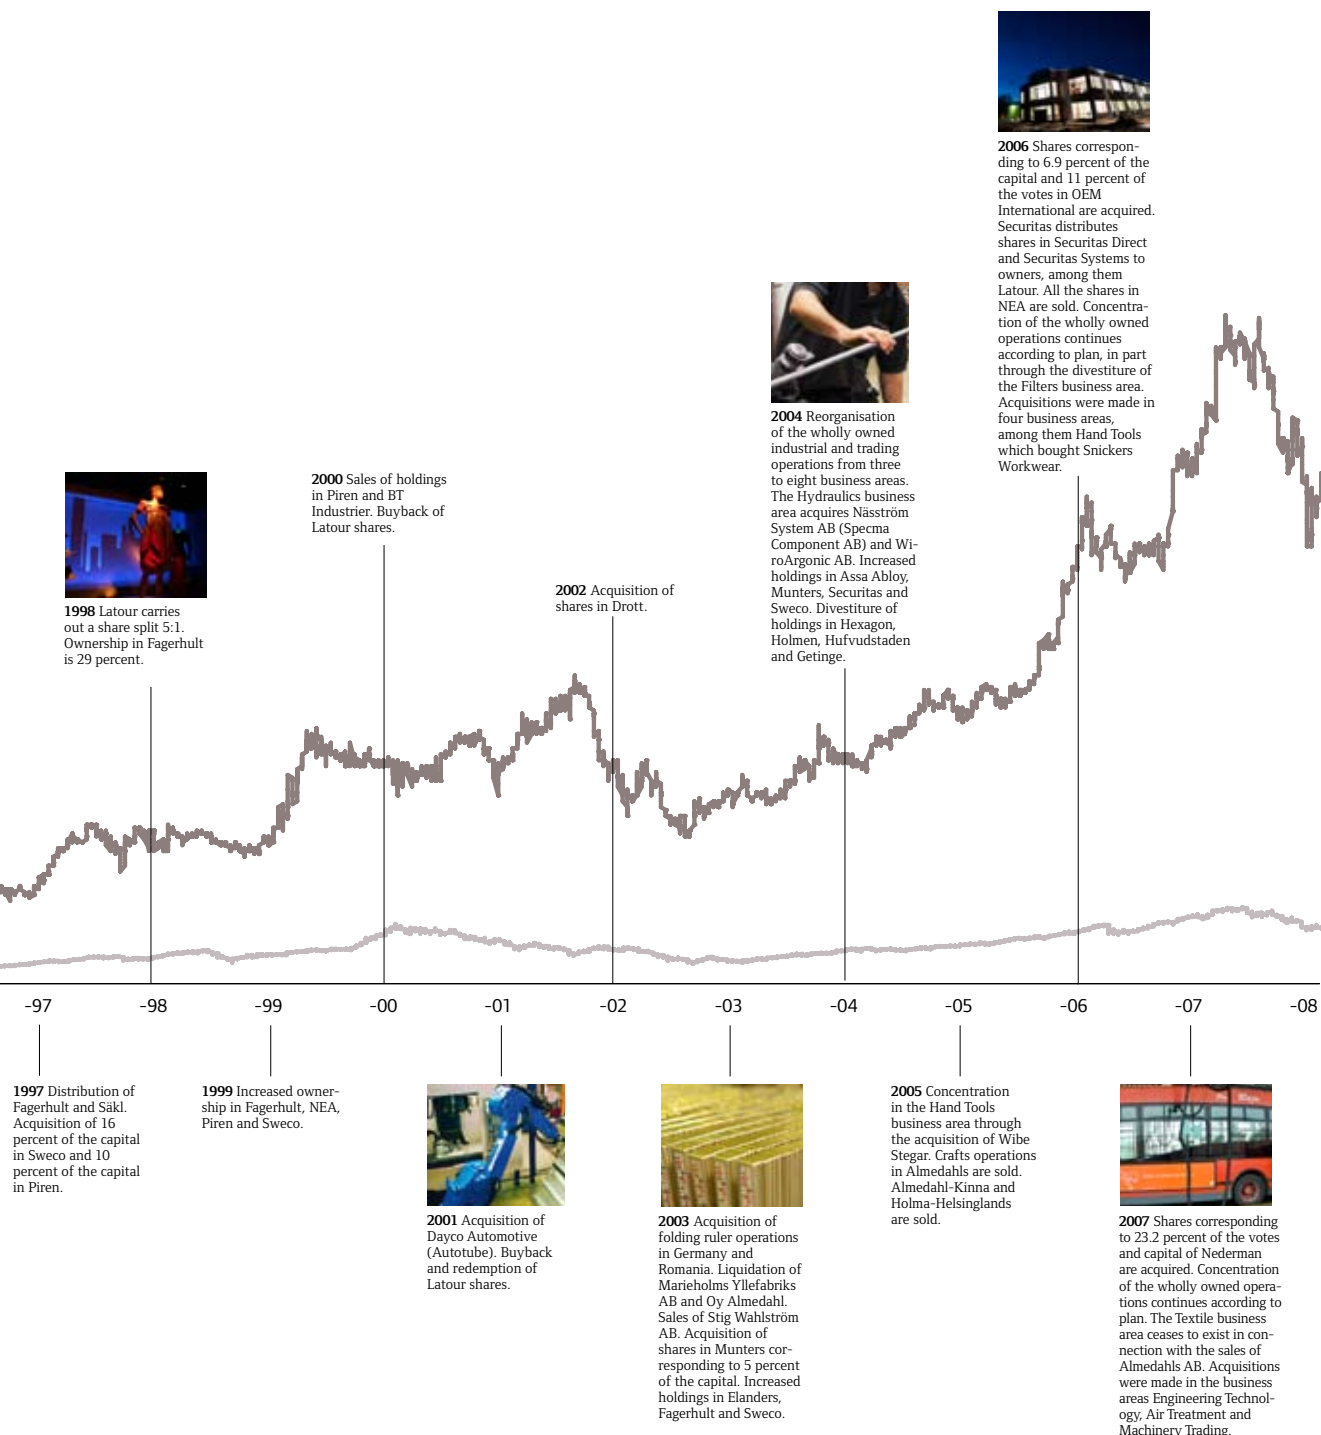 2006 Shares correspon-
ding to 6.9 percent of the
capital and 11 percent of
the votes in OEM
International are acquired.
Securitas distributes
shares in Securitas Direct
and Securitas Systems to
owners, among them
Latour. All the shares in
NEA are sold. Concentra-
tion of the wholly owned
operations continues
according to plan, in part
through the divestiture of
the Filters business area.
Acquisitions were made in
four business areas,
among them Hand Tools
which bought Snickers
Workwear.
2004 Reorganisation
of the wholly owned
industrial and trading
operations from three
to eight business areas.
The Hydraulics business
area acquires Näsström
System AB (Specma
Component AB) and Wi-
roArgonic AB. Increased
holdings in Assa Abloy,
Munters, Securitas and
Sweco. Divestiture of
holdings in Hexagon,
Holmen, Hufvudstaden
and Getinge.
2000 Sales of holdings
in Piren and BT
Industrier. Buyback of
Latour shares.
2002 Acquisition of
shares in Drott.
1998 Latour carries
out a share split 5:1.
Ownership in Fagerhult
is 29 percent.
-97 -98 -99 -00 -01 -02 -03 -04 -05 -06 -07 -08
1997 Distribution of
Fagerhult and Säkl.
Acquisition of 16
percent of the capital
in Sweco and 10
percent of the capital
in Piren.
1999 Increased owner-
ship in Fagerhult, NEA,
Piren and Sweco.
2001 Acquisition of
Dayco Automotive
(Autotube). Buyback
and redemption of
Latour shares.
2003 Acquisition of
folding ruler operations
in Germany and
Romania. Liquidation of
Marieholms Yllefabriks
AB and Oy Almedahl.
Sales of Stig Wahlström
AB. Acquisition of
shares in Munters cor-
responding to 5 percent
of the capital. Increased
holdings in Elanders,
Fagerhult and Sweco.
2005 Concentration
in the Hand Tools
business area through
the acquisition of Wibe
Stegar. Crafts operations
in Almedahls are sold.
Almedahl-Kinna and
Holma-Helsinglands
are sold.
2007 Shares corresponding
to 23.2 percent of the votes
and capital of Nederman
are acquired. Concentration
of the wholly owned opera-
tions continues according to
plan. The Textile business
area ceases to exist in con-
nection with the sales of
Almedahls AB. Acquisitions
were made in the business
areas Engineering Technol-
ogy, Air Treatment and
Machinery Trading.